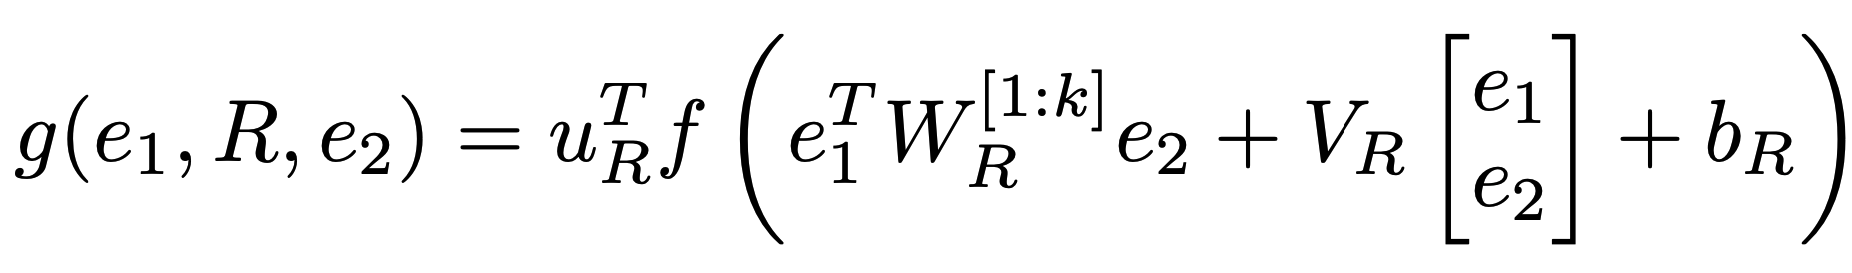 g(e_1, R, e_2) = u_R^T f \left( e_1^T W_R^{[1:k]} e_2 + V_R \begin{bmatrix} e_1 \\ e_2 \end{bmatrix} + b_R \right)